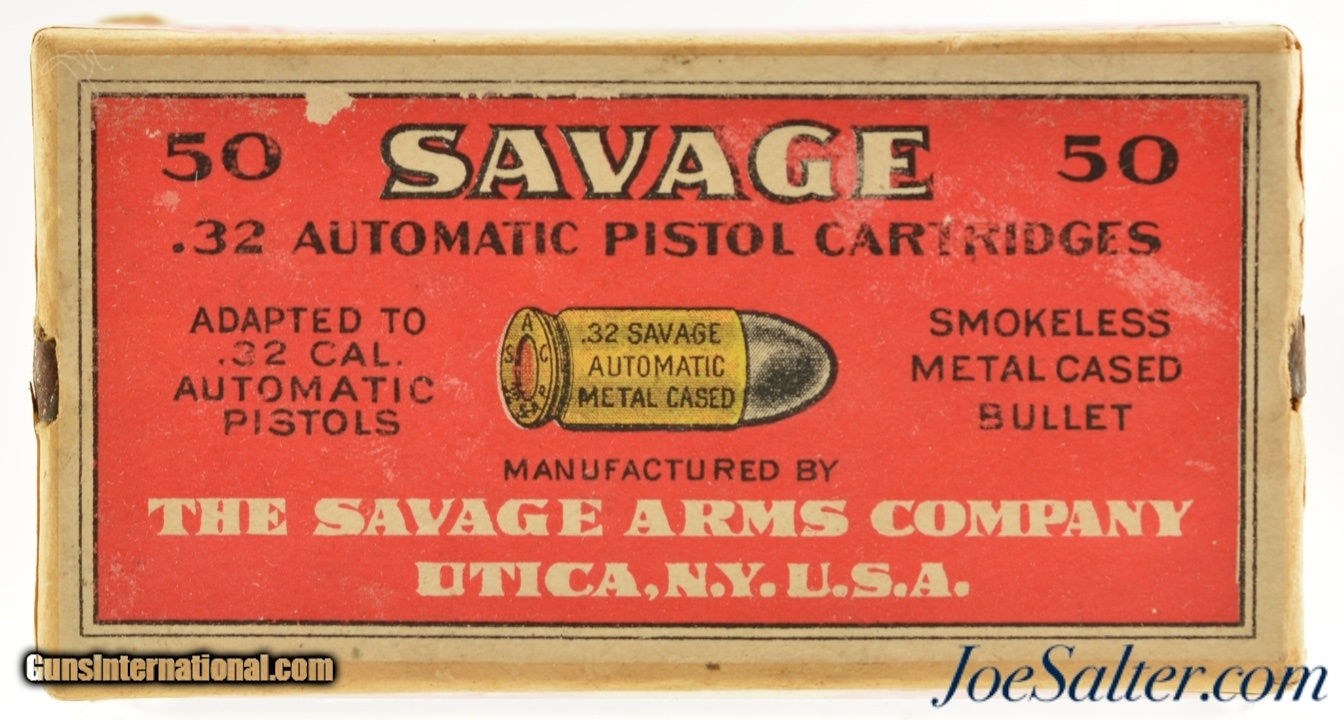 50 SAVAGE 50
.32 AUTOMATIC PISTOL CARTRIDGES
ADAPTED TO
.32 CAL.
AUTOMATIC
PISTOLS
.32 SAVAGE
AUTOMATIC
METAL CASED
SMOKELESS
METAL CASED
BULLET
MANUFACTURED BY
THE SAVAGE ARMS COMPANY
UTICA, N.Y. U.S.A.
GunsInternational.com
JoeSalter.com